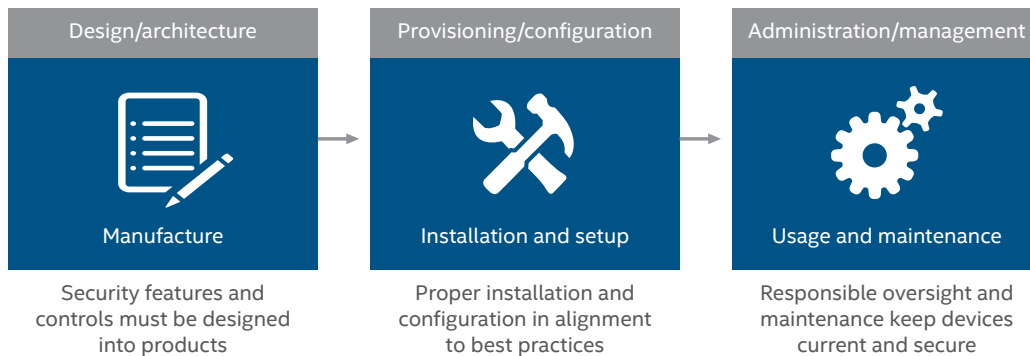 Design/architecture
Manufacture
Security features and
controls must be designed
into products
Provisioning/configuration
Installation and setup
Proper installation and
configuration in alignment
to best practices
Administration/management
Usage and maintenance
Responsible oversight and
maintenance keep devices
current and secure